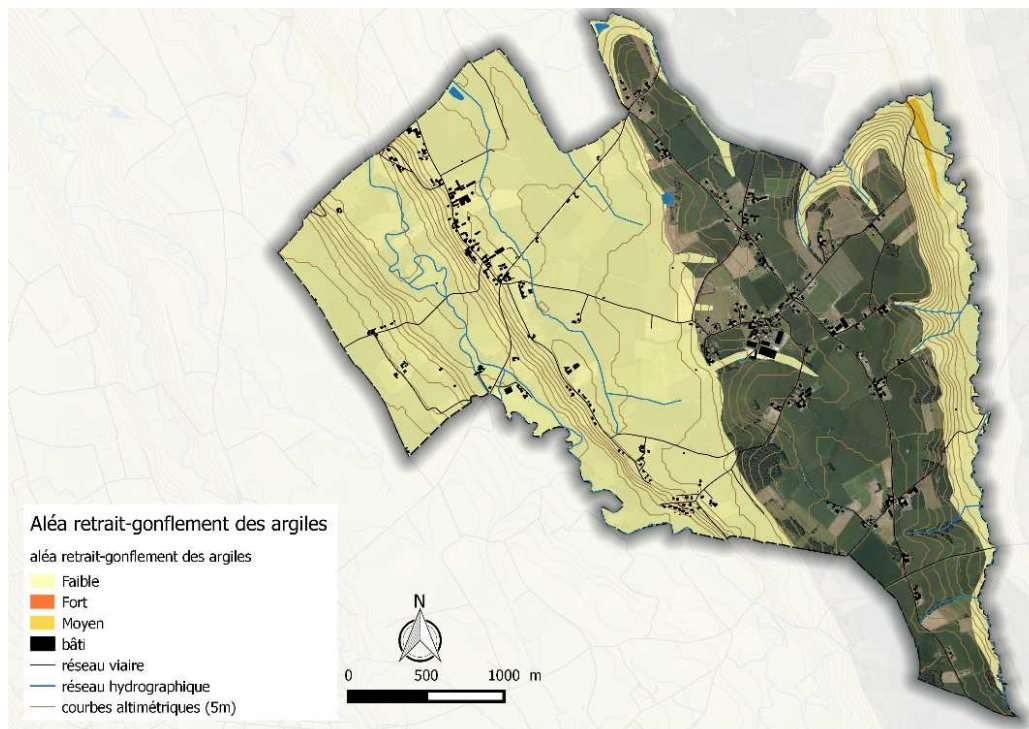 Aléa retrait-gonflement des argiles
aléa retrait-gonflement des argiles
Faible
Fort
Moyen
bâti
réseau viaire
réseau hydrographique
courbes altimétriques (5m)
N
0 500 1000 m